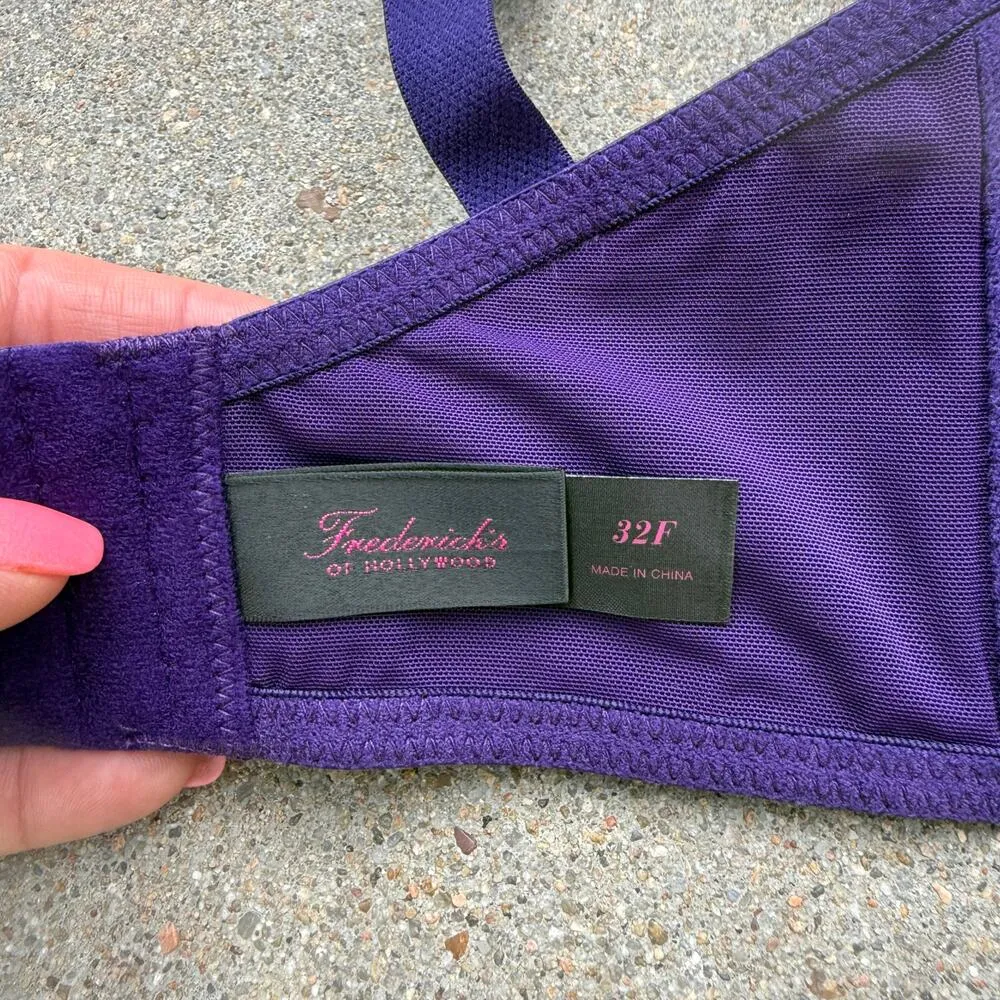 Frederick's
OF HOLLYWOOD
32F
MADE IN CHINA